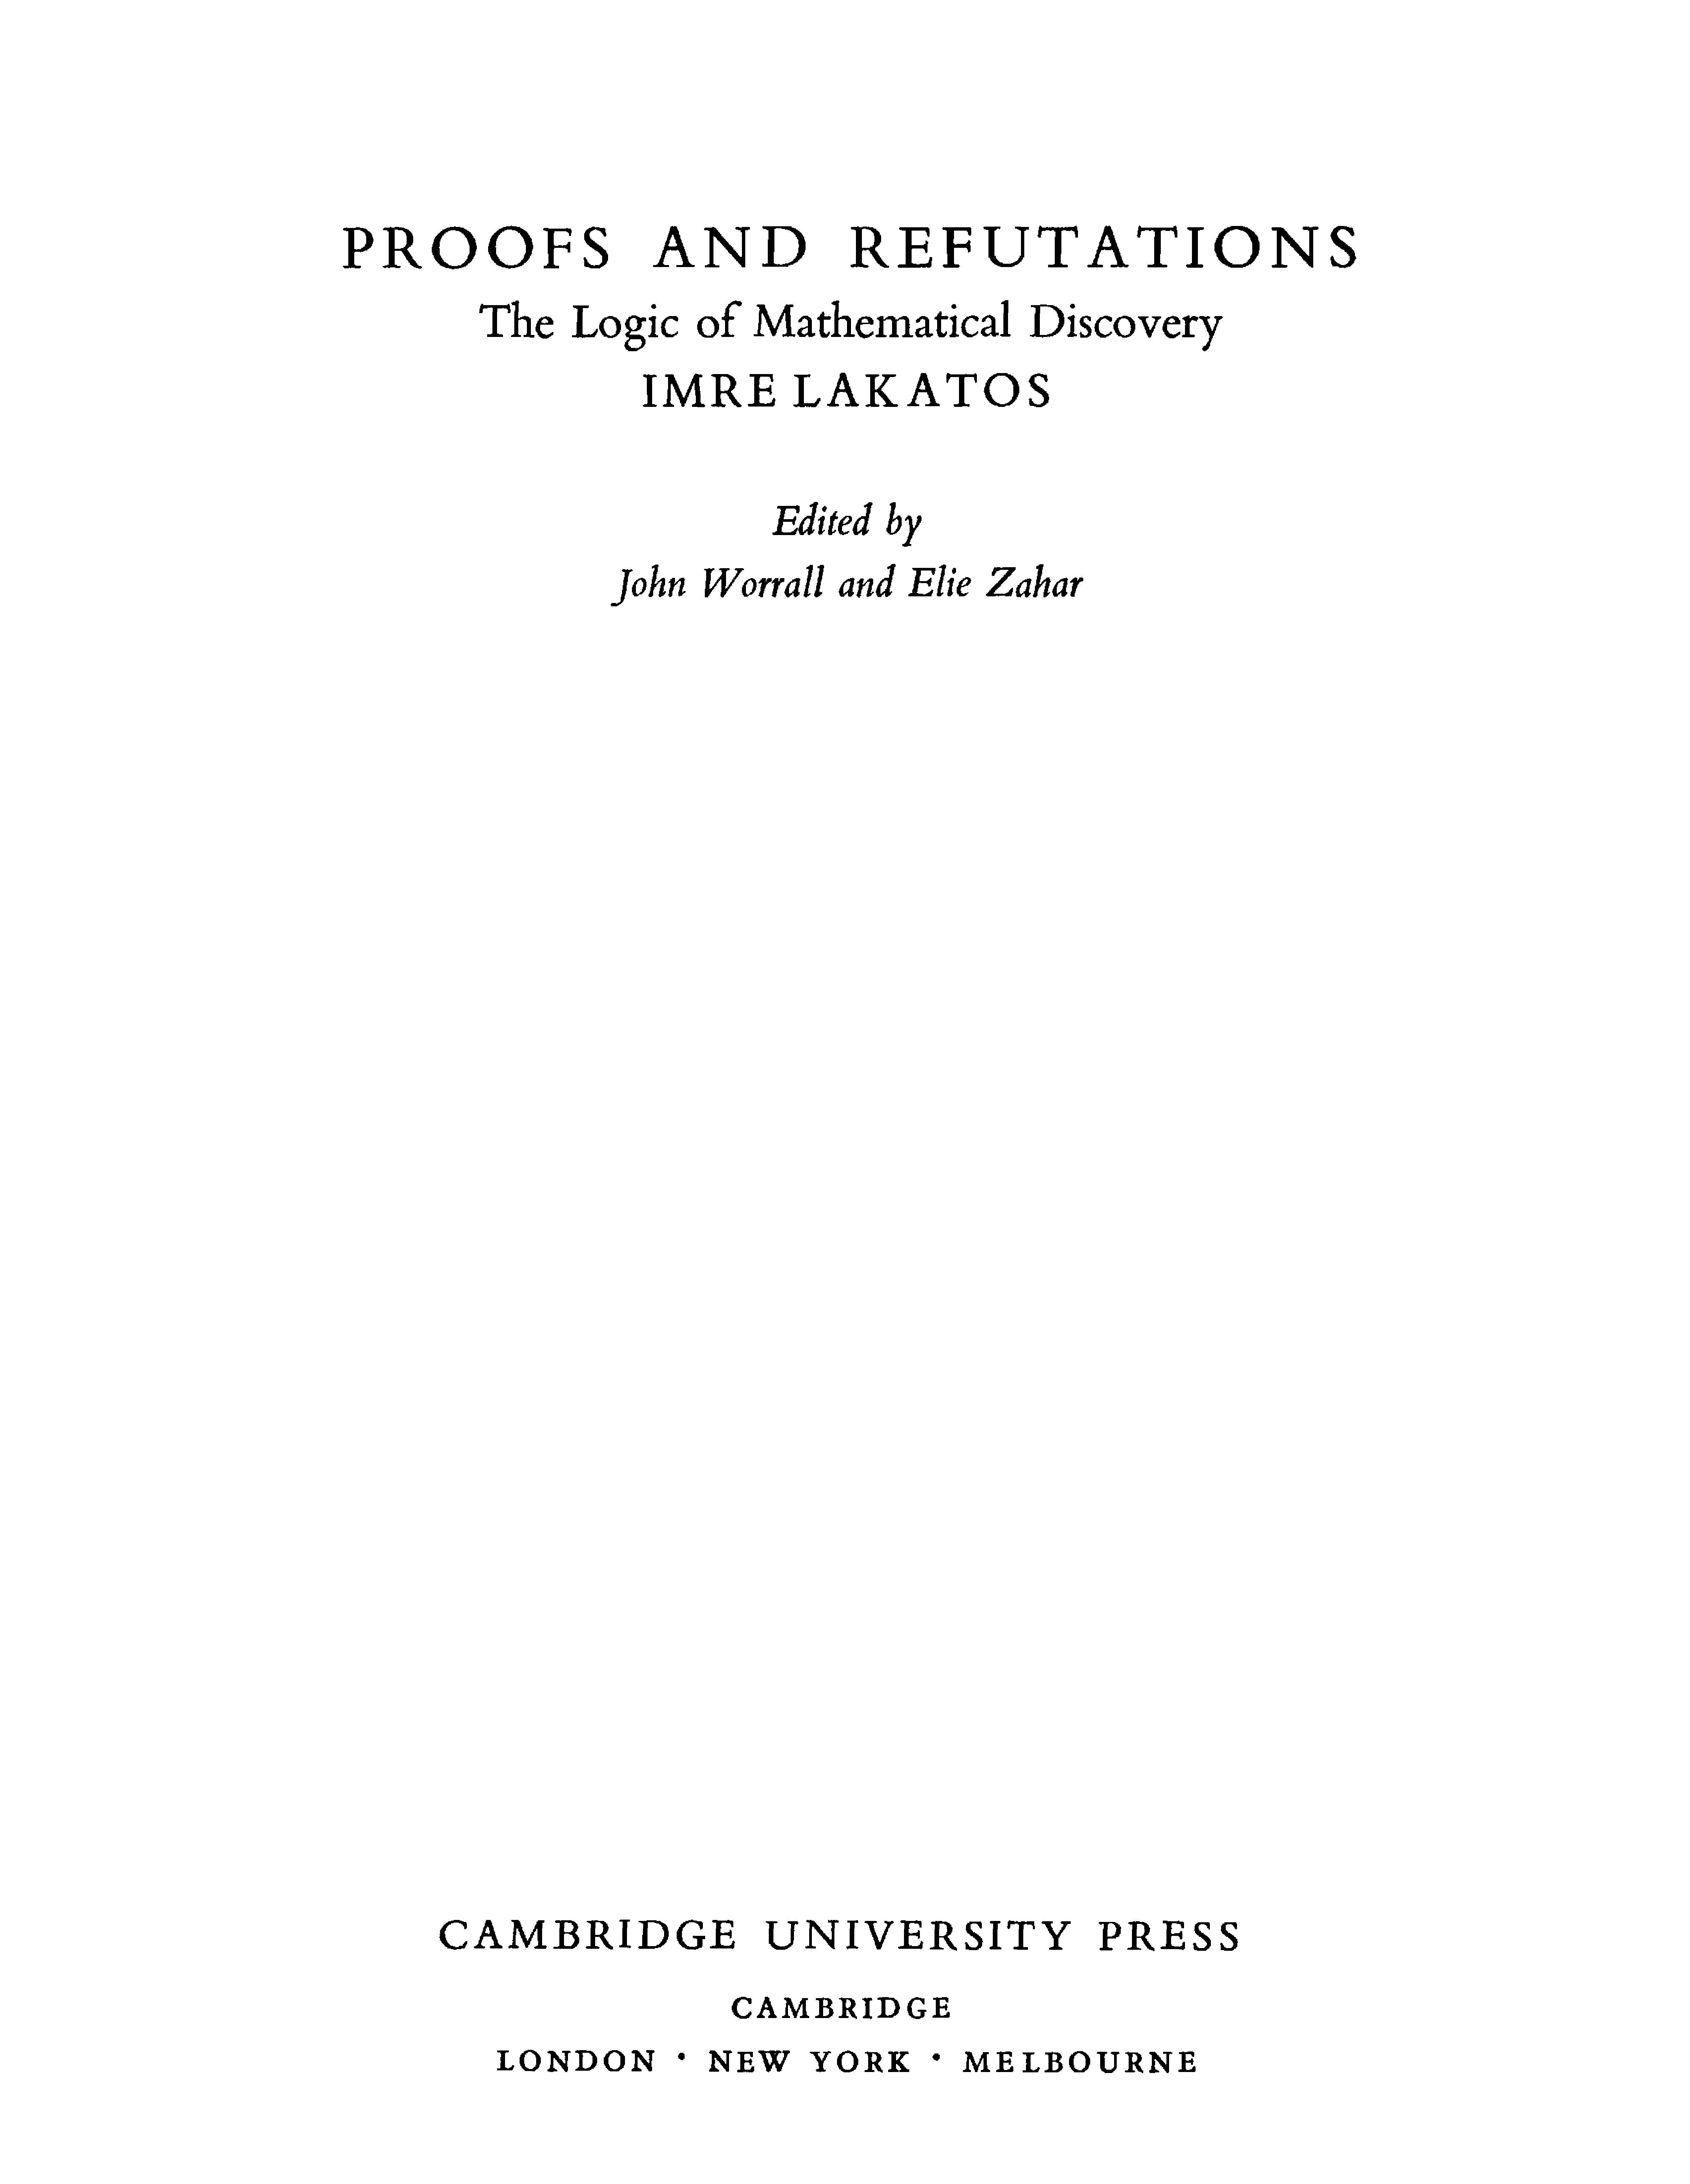 PROOFS AND REFUTATIONS
The Logic of Mathematical Discovery
IMRE LAKATOS
Edited by
John Worrall and Elie Zahar
CAMBRIDGE UNIVERSITY PRESS
CAMBRIDGE
LONDON · NEW YORK · MELBOURNE